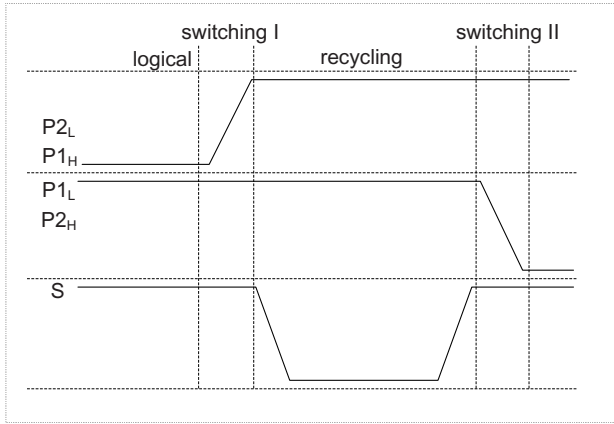 switching I switching II
logical recycling
P2L
P1H
P1L
P2H
S